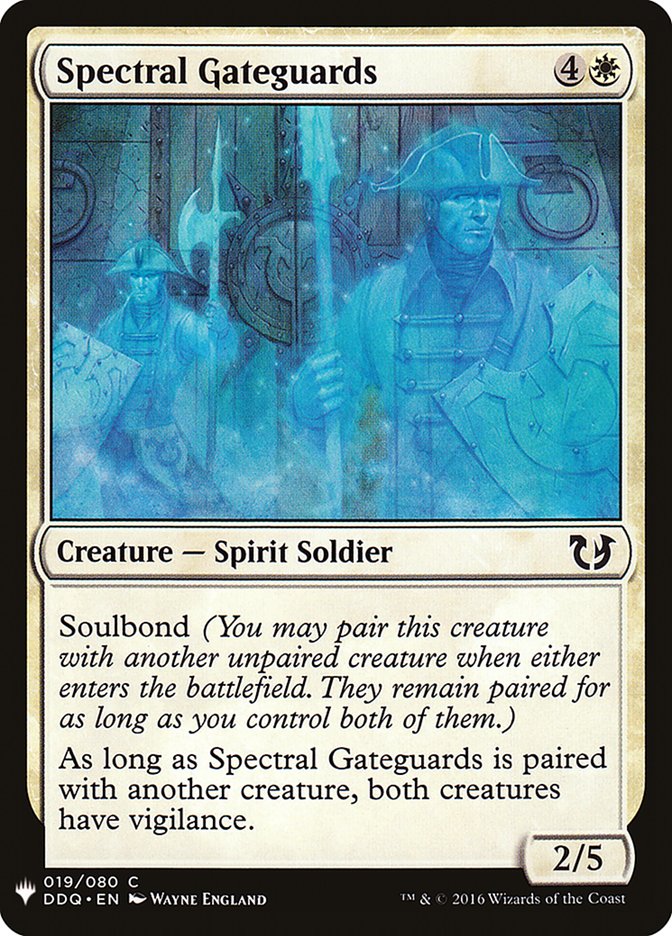 Spectral Gateguards 4
Creature — Spirit Soldier
Soulbond (You may pair this creature
with another unpaired creature when either
enters the battlefield. They remain paired for
as long as you control both of them.)
As long as Spectral Gateguards is paired
with another creature, both creatures
have vigilance.
2/5
019/080 C
DDQ • EN Wayne England
™ & © 2016 Wizards of the Coast